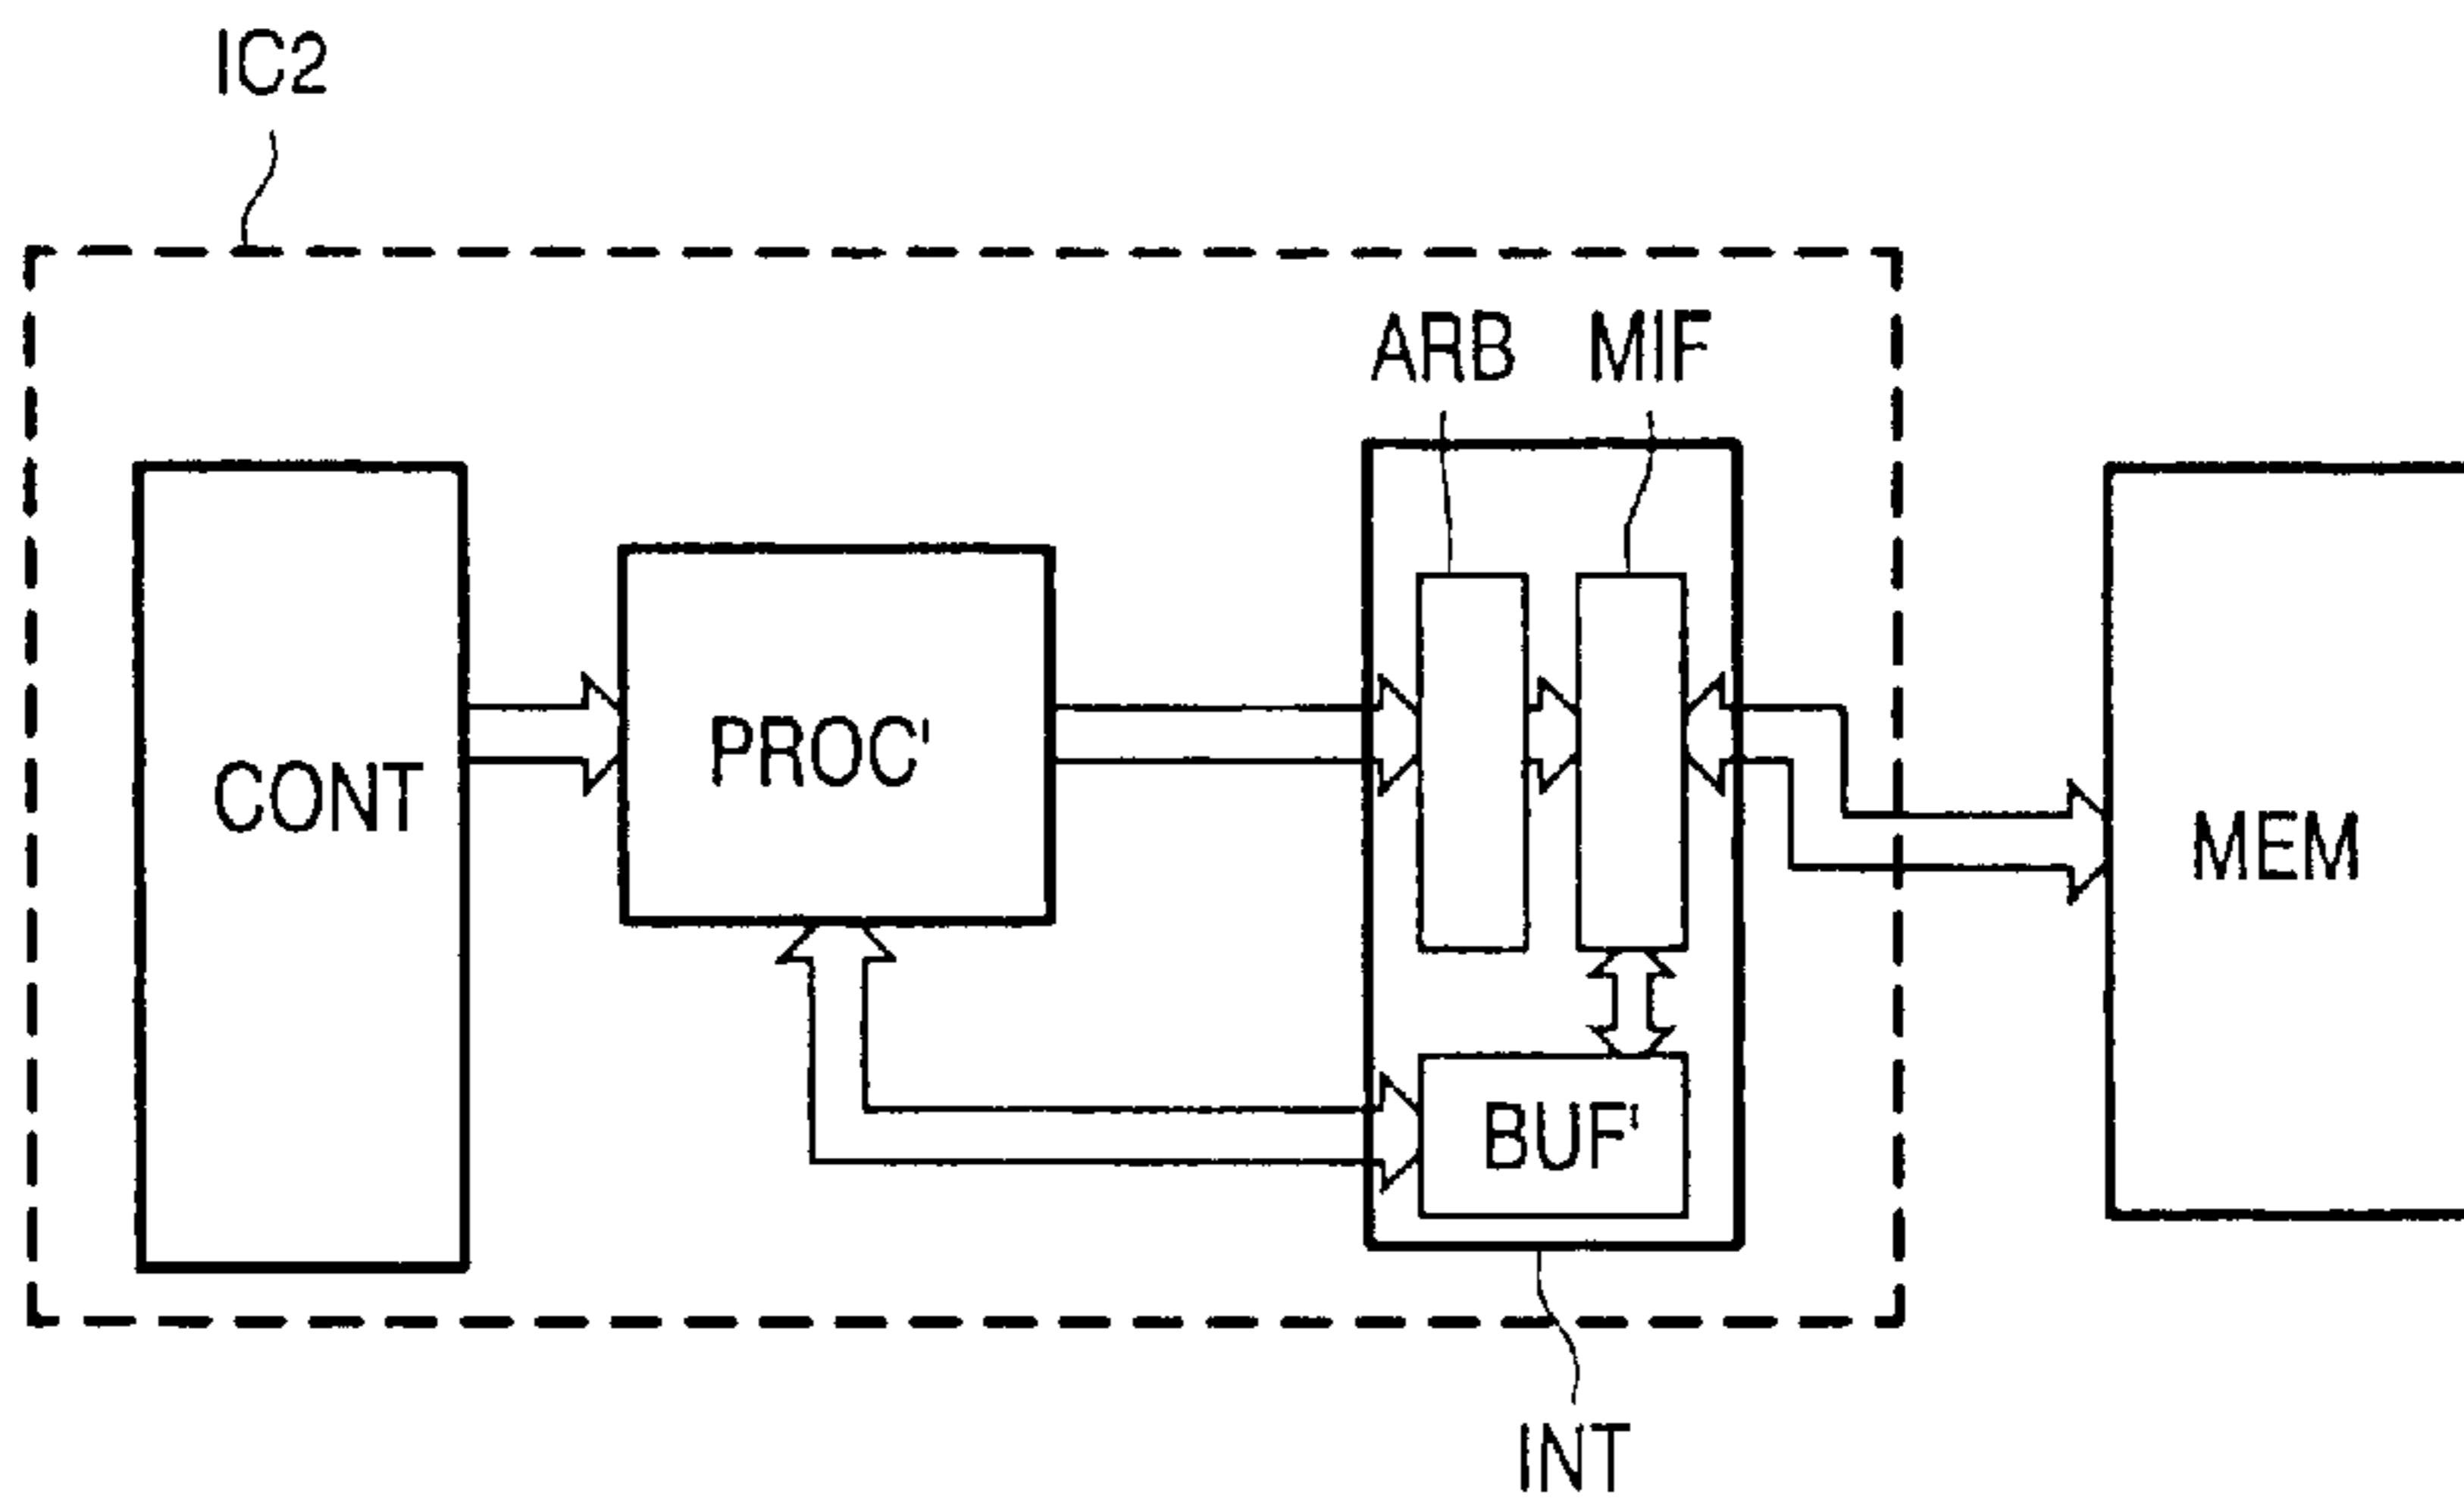 IC2
ARB
MIF
CONT
PROC'
MEM
BUF'
INT